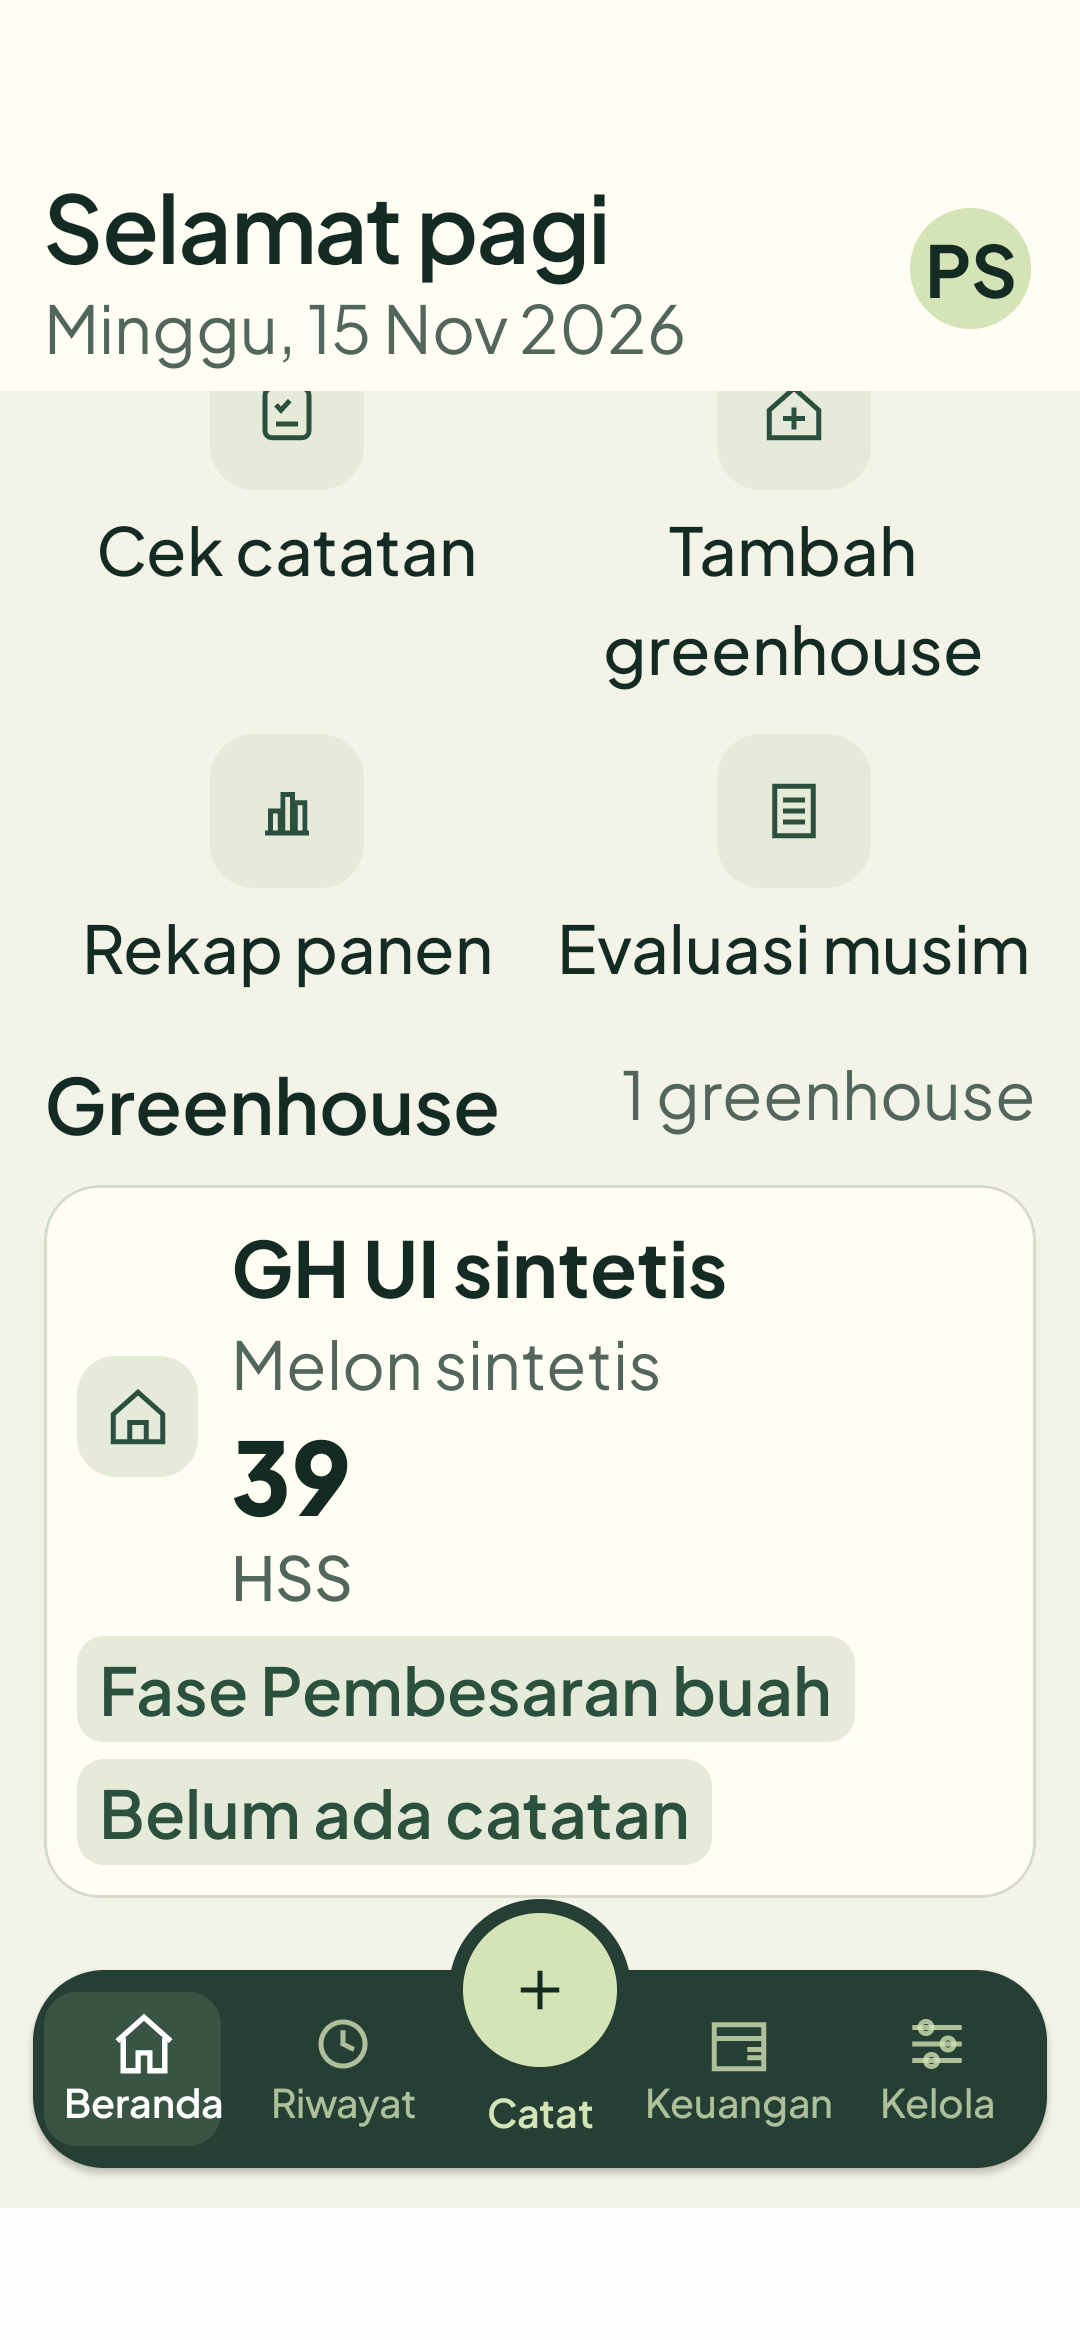 Selamat pagi
PS
Minggu, 15 Nov 2026
Cek catatan
Tambah
greenhouse
Rekap panen
Evaluasi musim
Greenhouse
1 greenhouse
GH UI sintetis
Melon sintetis
39
HSS
Fase Pembesaran buah
Belum ada catatan
Beranda
Riwayat
Catat
Keuangan
Kelola